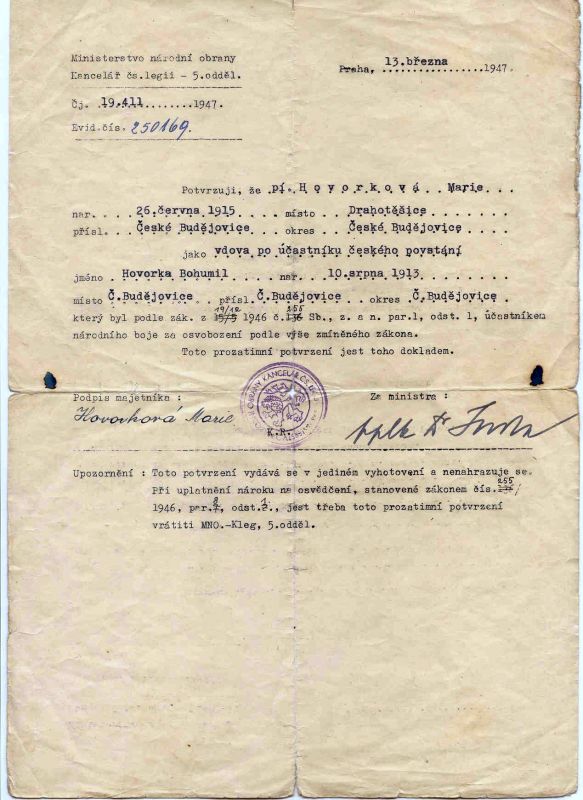 Ministerstvo národní obrany
Kancelář čs.legií - 5.odděl.
Praha, 13.března 1947.
Čj. 19.411 1947.
Evid.čís. 250169.
Potvrzuji, že pí. Hovorková Marie
nar. 26.června 1915 místo Drahotěšice
přísl. České Budějovice okres České Budějovice
jako vdova po účastníku českého povstání
jméno Hovorka Bohumil nar. 10.srpna 1913
místo Č.Budějovice přísl. Č.Budějovice okres Č.Budějovice
který byl podle zák. z 19/12 1946 č. 255 Sb., z. a n. par.1, odst. 1, účastníkem
národního boje za osvobození podle výše zmíněného zákona.
Toto prozatimní potvrzení jest toho dokladem.
Podpis majetníka : Za ministra :
Hovorková Marie
K.R.
Upozornění : Toto potvrzení vydává se v jediném vyhotovení a nenahrazuje se.
Při uplatnění nároku na osvědčení, stanovené zákonem čís. 255/
1946, par. 2, odst. 1., jest třeba toto prozatimní potvrzení
vrátiti MNO.-Kleg, 5.odděl.